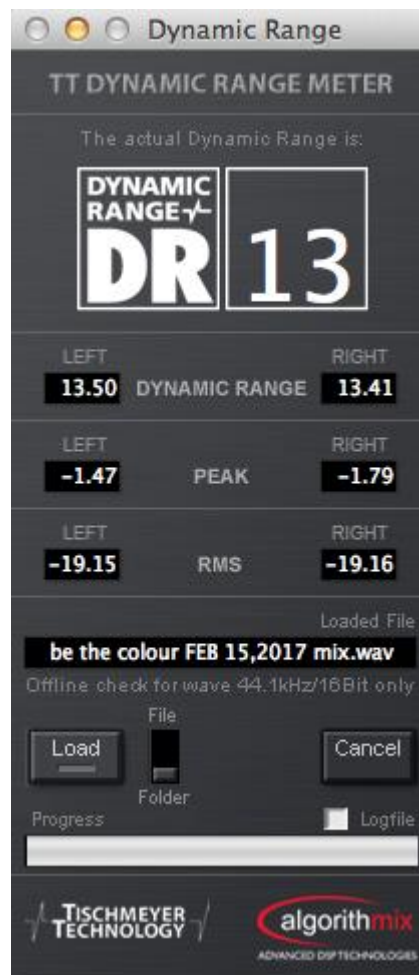 Dynamic Range
TT DYNAMIC RANGE METER
The actual Dynamic Range is:
DYNAMIC
RANGE
DR 13
LEFT RIGHT
13.50 DYNAMIC RANGE 13.41
LEFT RIGHT
-1.47 PEAK -1.79
LEFT RIGHT
-19.15 RMS -19.16
Loaded File
be the colour FEB 15,2017 mix.wav
Offline check for wave 44.1kHz/16Bit only
File
Load Cancel
Folder
Progress Logfile
TISCHMEYER
TECHNOLOGY
algorithmix
ADVANCED DSP TECHNOLOGIES